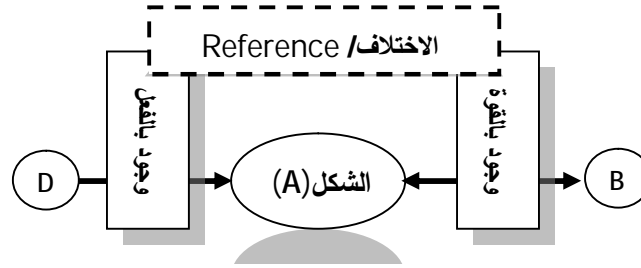 الاختلاف/ Reference
وجود بالقوة
وجود بالفعل
B
الشكل(A)
D